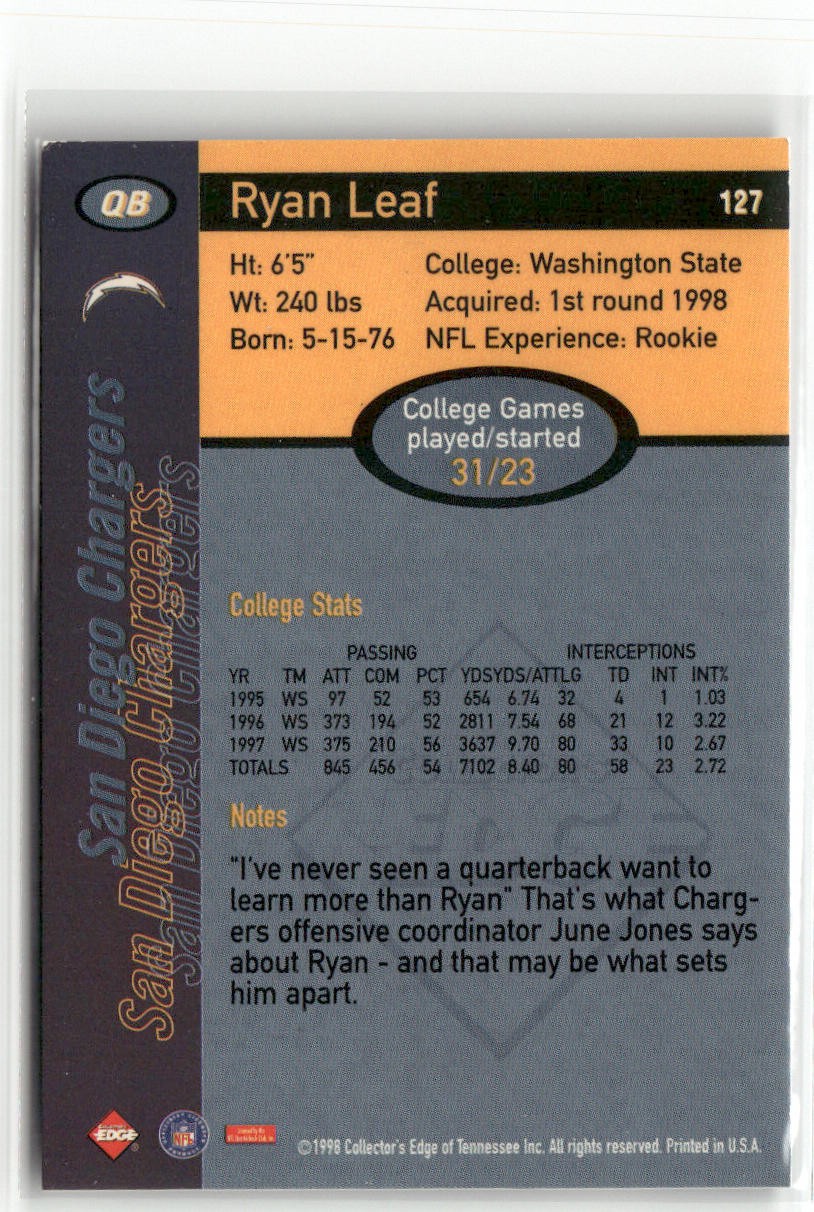 QB
Ryan Leaf 127
Ht: 6'5" College: Washington State
Wt: 240 lbs Acquired: 1st round 1998
Born: 5-15-76 NFL Experience: Rookie
College Games
played/started
31/23
San Diego Chargers
San Diego Chargers
San Diego Chargers
College Stats
PASSING INTERCEPTIONS
YR TM ATT COM PCT YDS YDS/ATT LG TD INT INT%
1995 WS 97 52 53 654 6.74 32 4 1 1.03
1996 WS 373 194 52 2811 7.54 68 21 12 3.22
1997 WS 375 210 56 3637 9.70 80 33 10 2.67
TOTALS 845 456 54 7102 8.40 80 58 23 2.72
Notes
"I've never seen a quarterback want to
learn more than Ryan" That's what Charg-
ers offensive coordinator June Jones says
about Ryan - and that may be what sets
him apart.
EDGE
NFL
©1998 Collector's Edge of Tennessee Inc. All rights reserved. Printed in U.S.A.